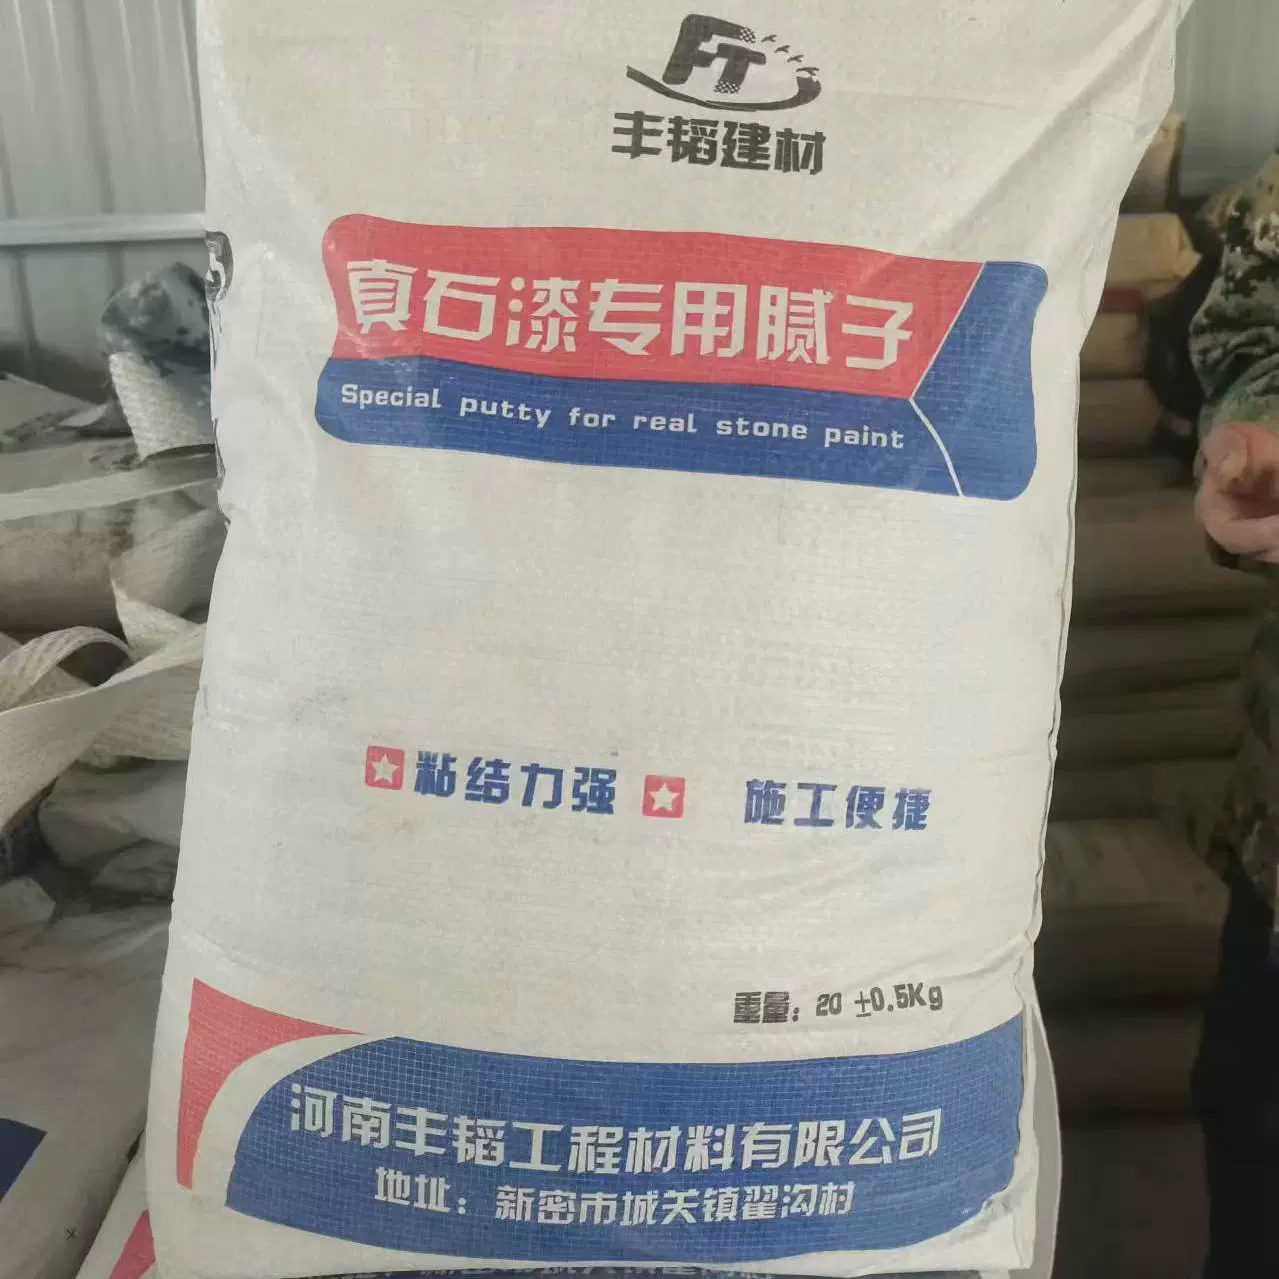 FT
丰韬建材
真石漆专用腻子
Special putty for real stone paint
粘结力强 施工便捷
重量：20 ±0.5Kg
河南丰韬工程材料有限公司
地址：新密市城关镇翟沟村